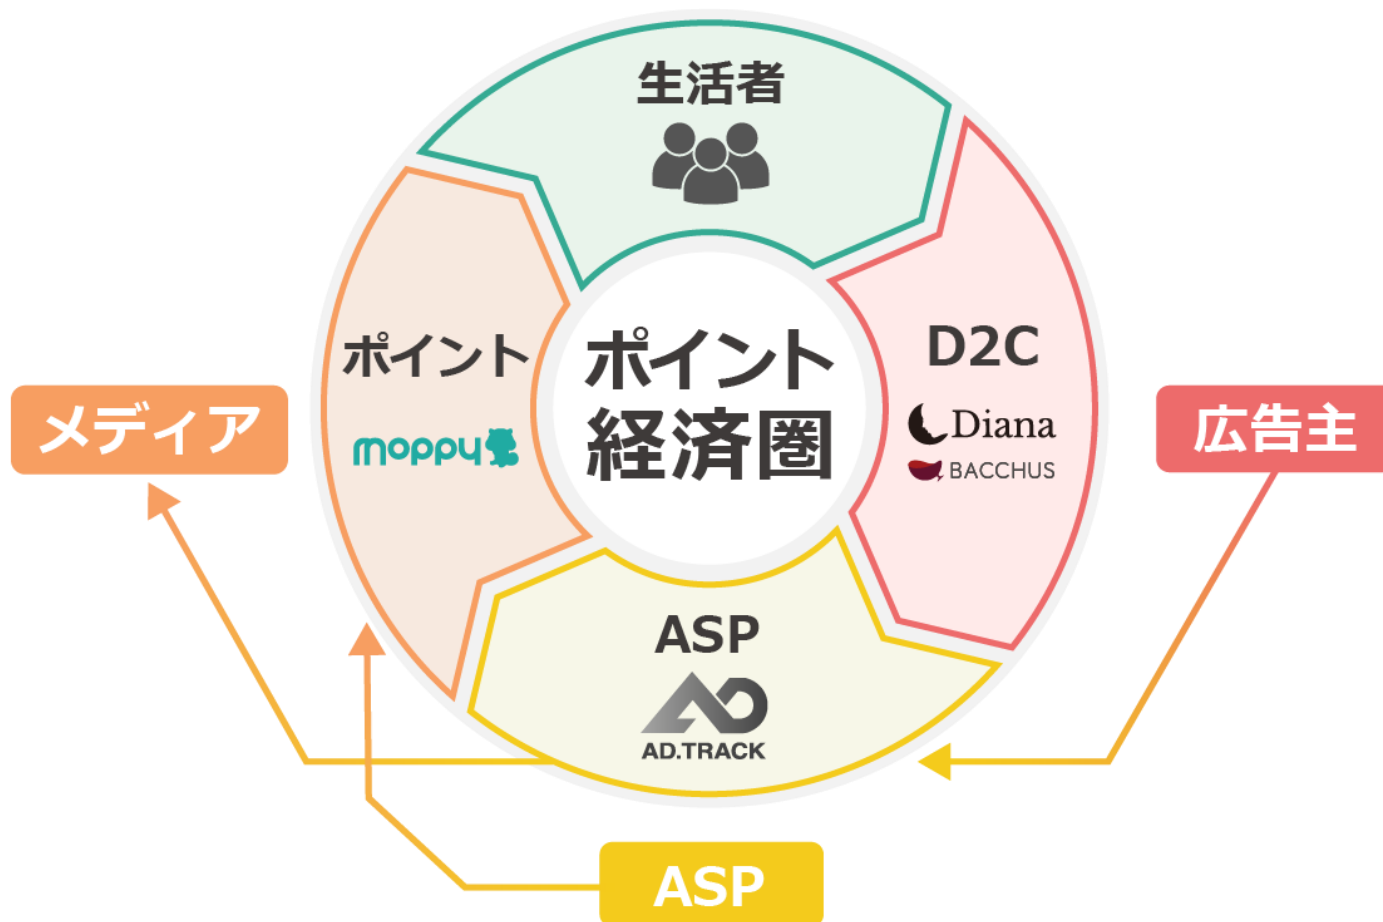 生活者
ポイント
moppy
ポイント
経済圏
D2C
Diana
BACCHUS
メディア
広告主
ASP
AD.TRACK
ASP